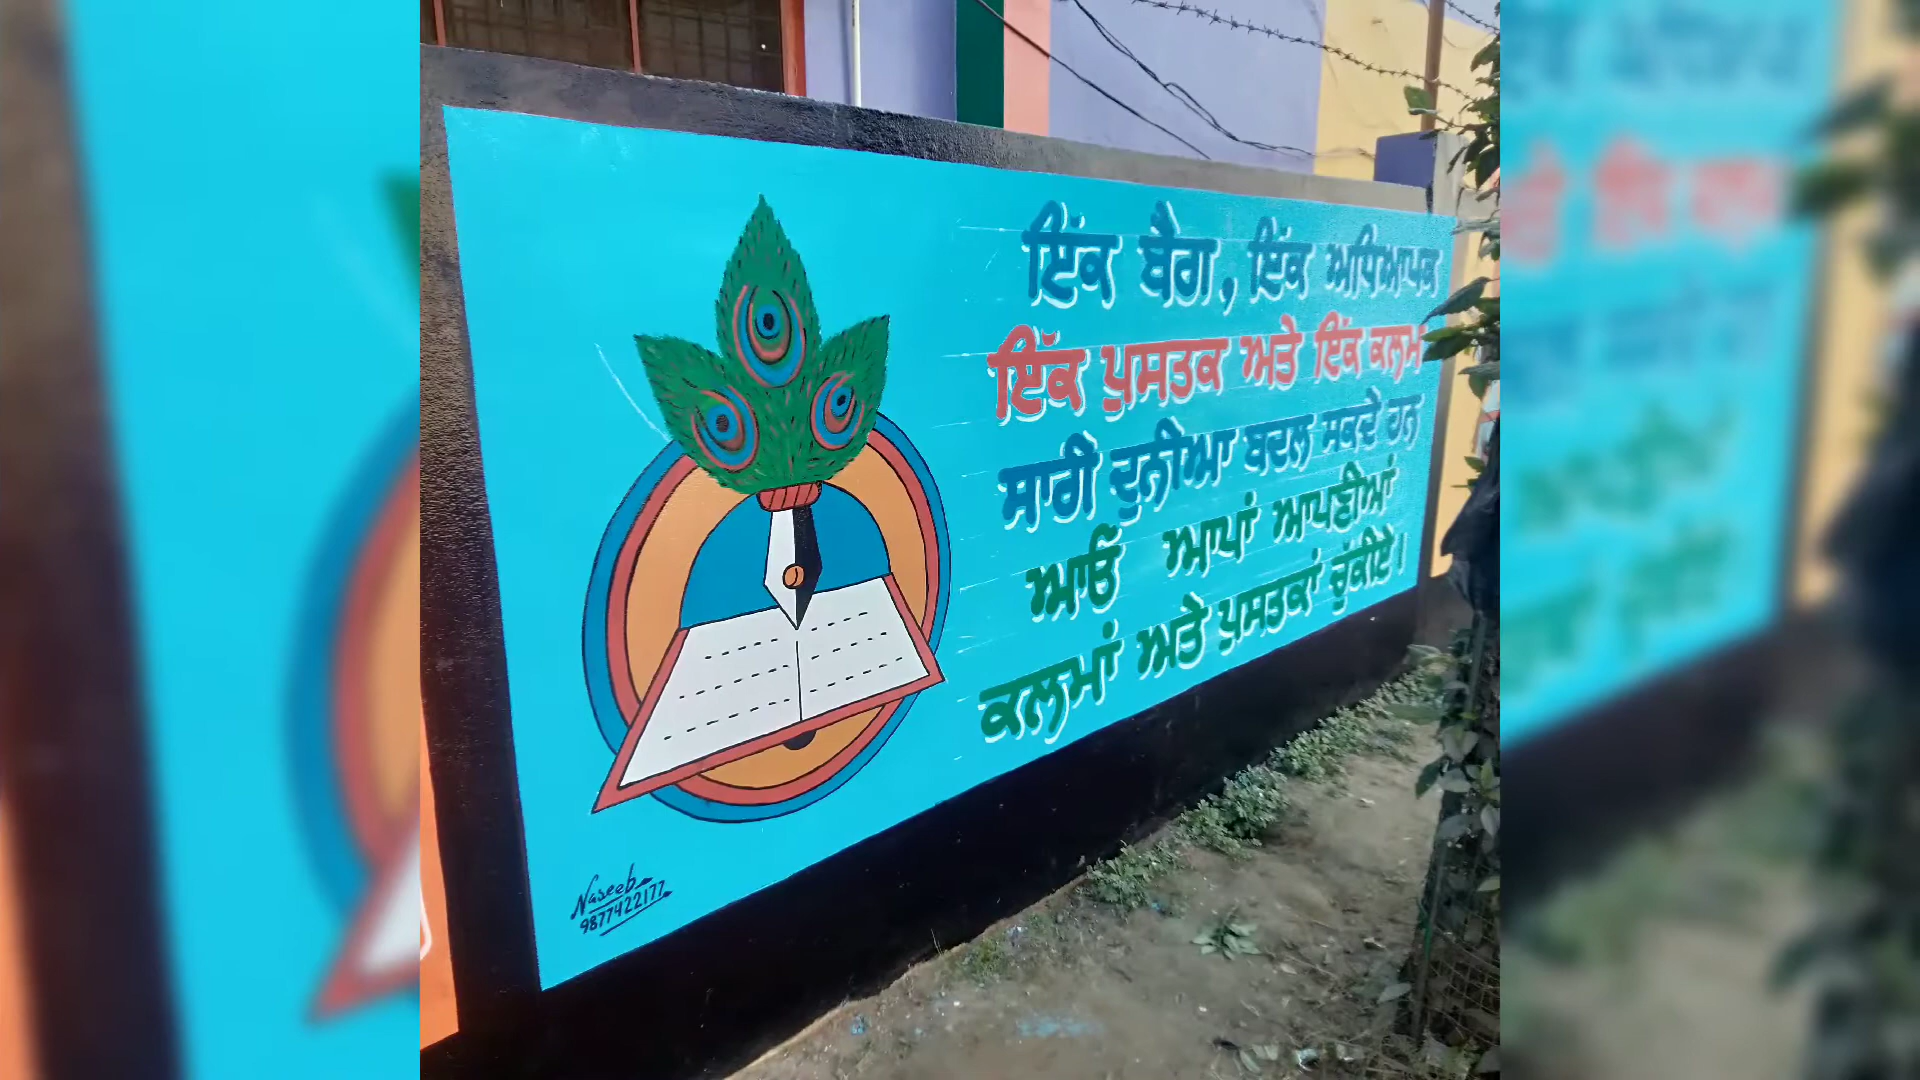 ਇੱਕ ਬੈਗ, ਇੱਕ ਅਧਿਆਪਕ
ਇੱਕ ਪੁਸਤਕ ਅਤੇ ਇੱਕ ਕਲਮ
ਸਾਰੀ ਦੁਨੀਆ ਬਦਲ ਸਕਦੇ ਹਨ
ਆਓ ਆਪਾਂ ਆਪਣੀਆਂ
ਕਲਮਾਂ ਅਤੇ ਪੁਸਤਕਾਂ ਚੁੱਕੀਏ।
Naseeb
9877422177